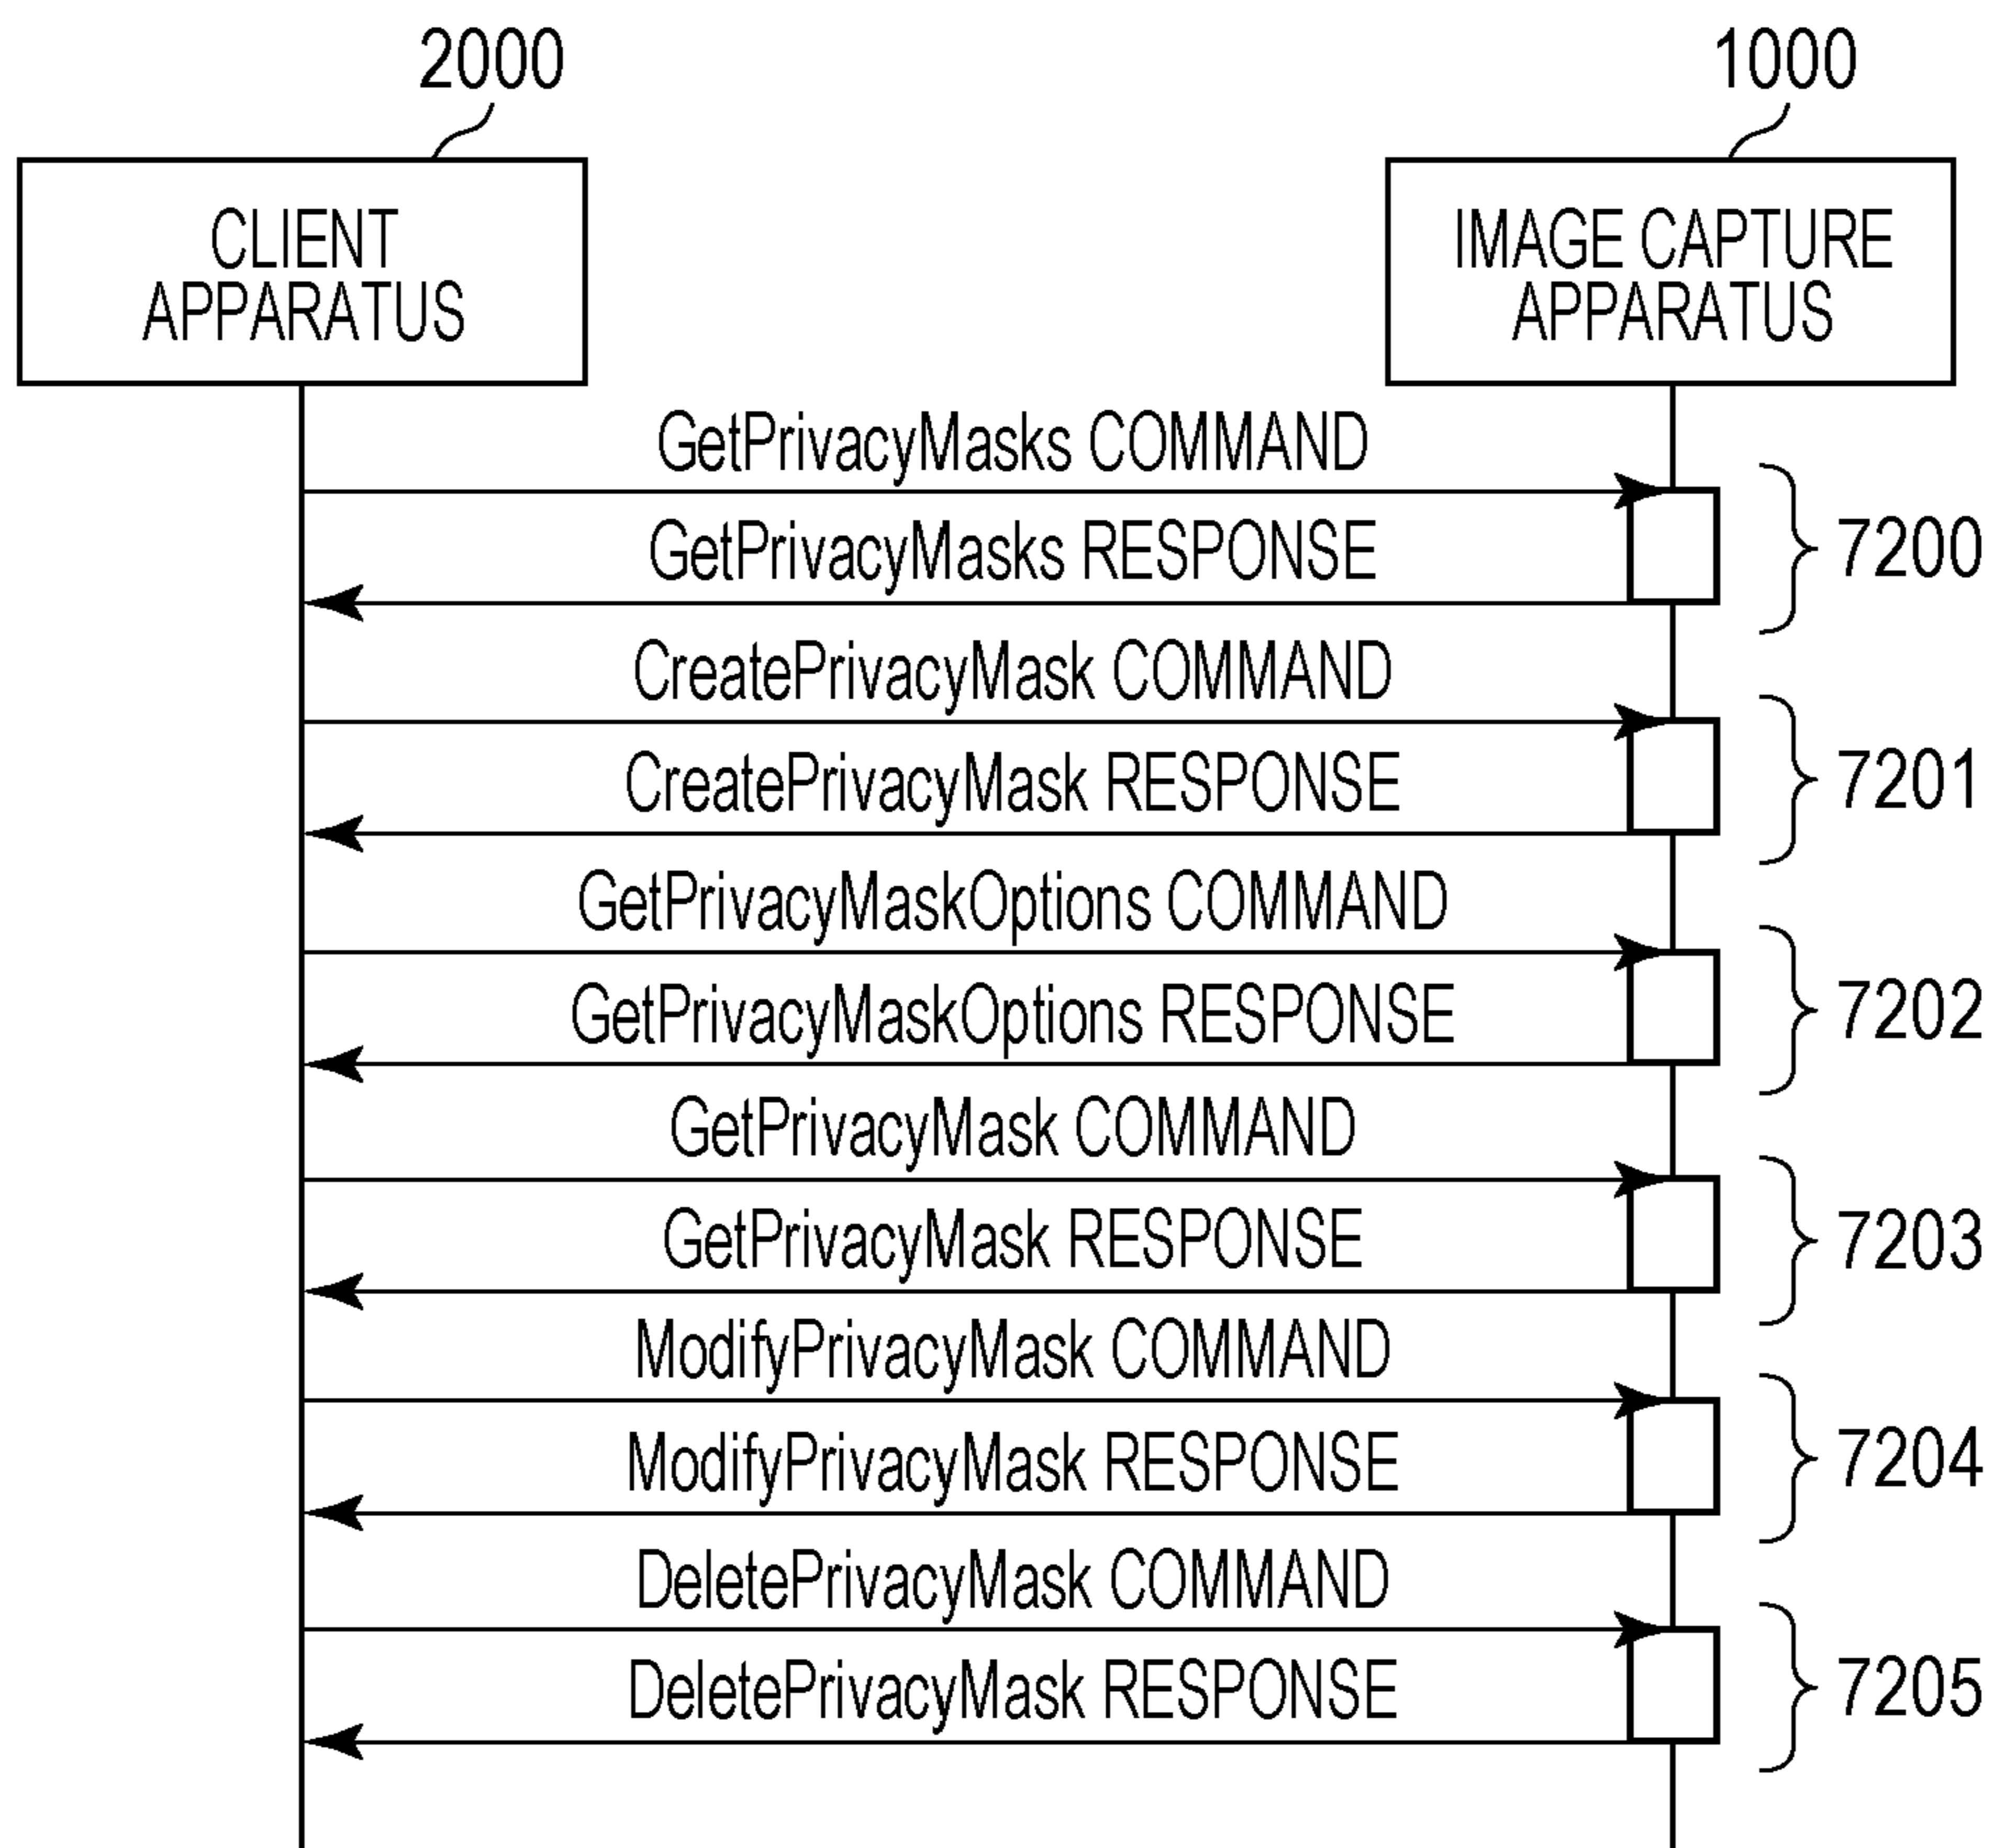 2000
1000
CLIENT
APPARATUS
IMAGE CAPTURE
APPARATUS
GetPrivacyMasks COMMAND
GetPrivacyMasks RESPONSE
7200
CreatePrivacyMask COMMAND
CreatePrivacyMask RESPONSE
7201
GetPrivacyMaskOptions COMMAND
GetPrivacyMaskOptions RESPONSE
7202
GetPrivacyMask COMMAND
GetPrivacyMask RESPONSE
7203
ModifyPrivacyMask COMMAND
ModifyPrivacyMask RESPONSE
7204
DeletePrivacyMask COMMAND
DeletePrivacyMask RESPONSE
7205